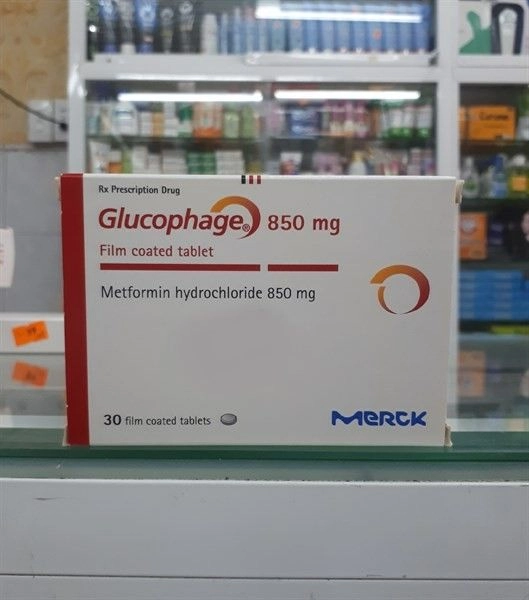 Rx Prescription Drug
Glucophage® 850 mg
Film coated tablet
Metformin hydrochloride 850 mg
30 film coated tablets
MERCK